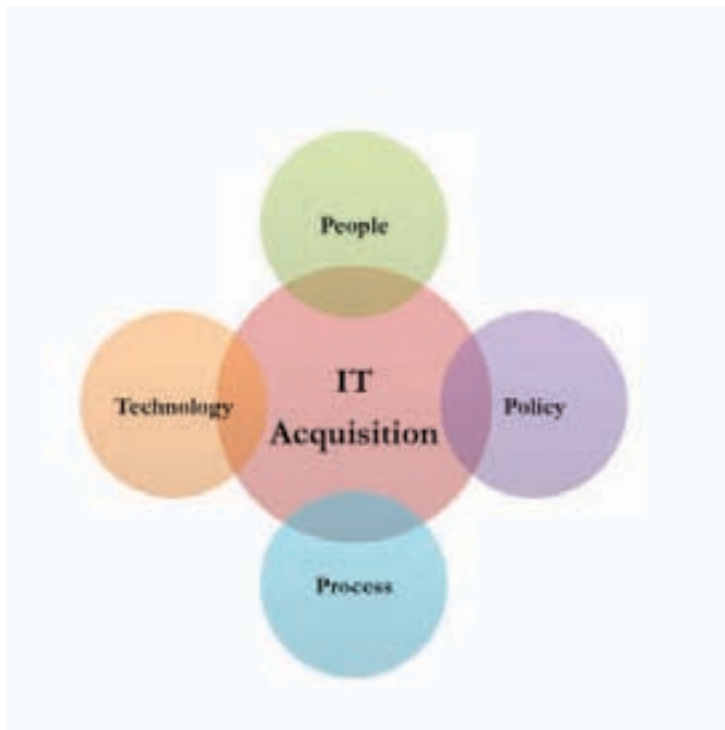 People
Technology
IT
Acquisition
Policy
Process